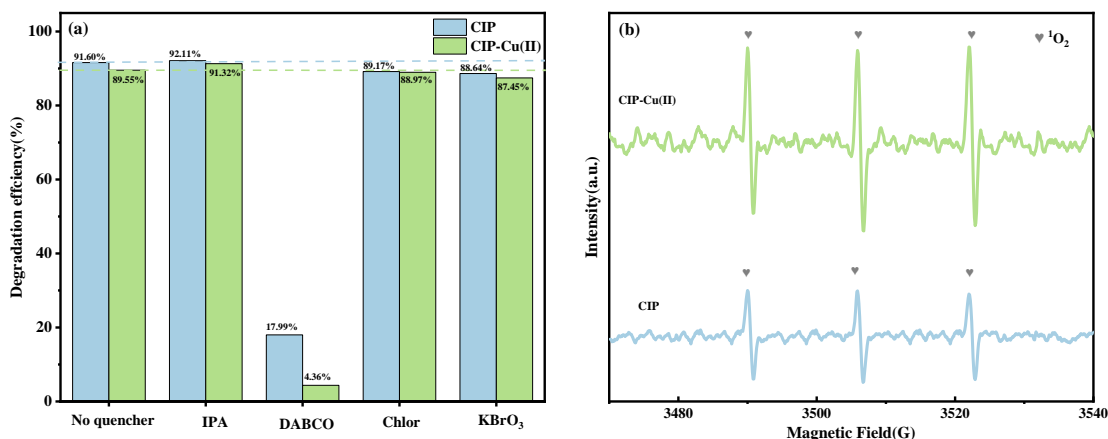 (a)
CIP
CIP-Cu(II)
100
80
60
40
20
0
Degradation effciency(%)
91.60%
89.55%
92.11%
91.32%
17.99%
4.36%
89.17%
88.97%
88.64%
87.45%
No quencher
IPA
DABCO
Chlor
KBrO₃
(b)
¹O₂
CIP-Cu(II)
CIP
Intensity(a.u.)
3480
3500
3520
3540
Magnetic Field(G)